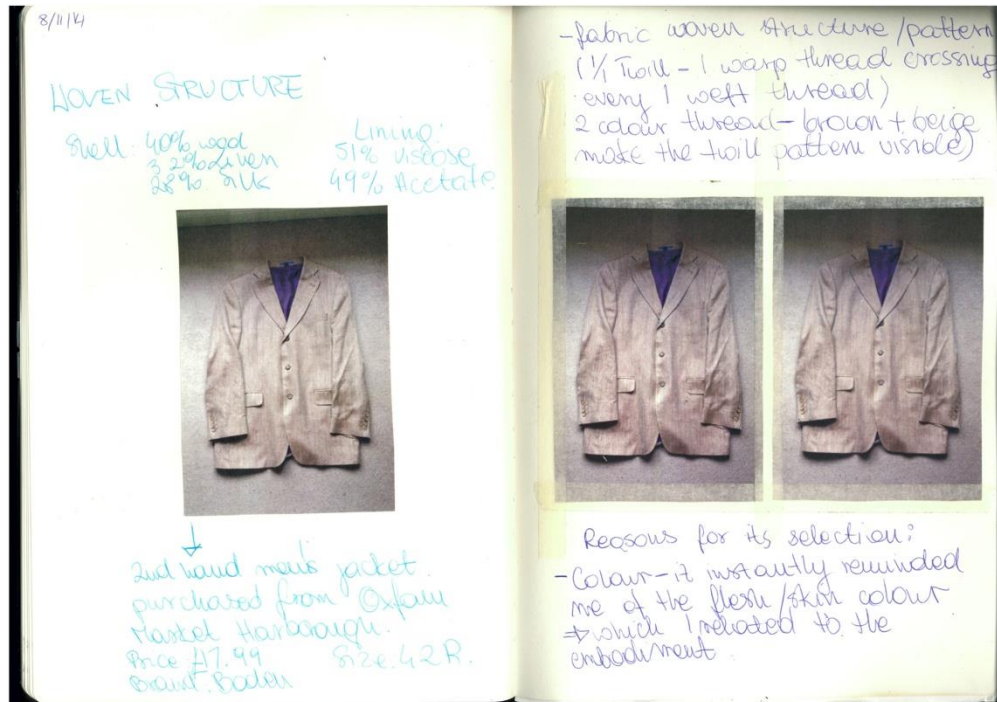 8/11/14
WOVEN STRUCTURE
Shell: 40% wool
32% Linen
28% silk
Lining:
51% Viscose
49% Acetate
2nd hand men's jacket
purchased from Oxfam
Market Harborough.
Price £17.99
Size 42R.
Brand: Boden
-fabric woven structure/pattern
(1/1 Twill - 1 warp thread crossing
every 1 weft thread)
2 colour thread - brown + beige
make the twill pattern visible)
Reasons for its selection:
-Colour - it instantly reminded
me of the flesh/skin colour
→ which I related to the
embodiment